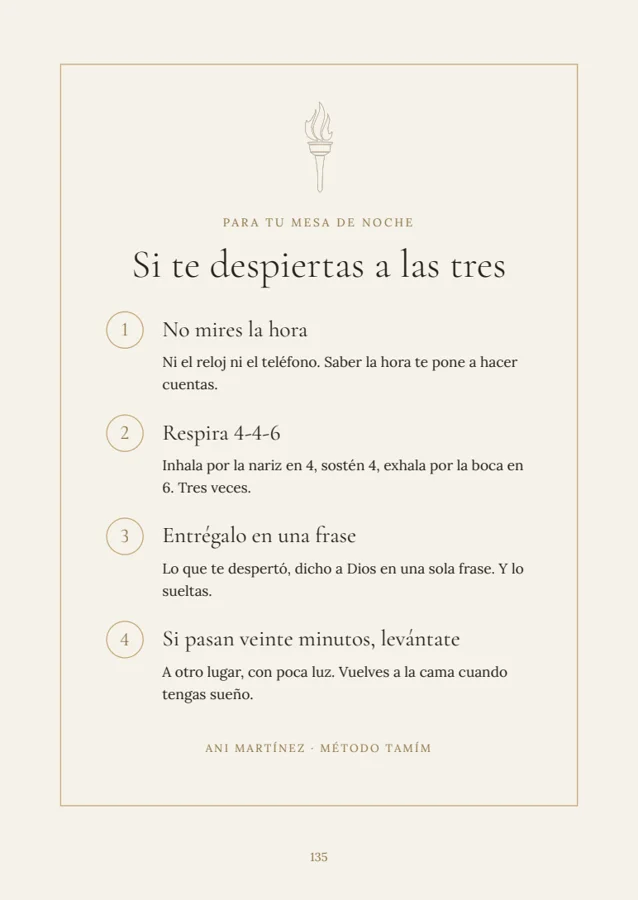 PARA TU MESA DE NOCHE
Si te despiertas a las tres
1
No mires la hora
Ni el reloj ni el teléfono. Saber la hora te pone a hacer
cuentas.
2
Respira 4-4-6
Inhala por la nariz en 4, sostén 4, exhala por la boca en
6. Tres veces.
3
Entrégalo en una frase
Lo que te despertó, dicho a Dios en una sola frase. Y lo
sueltas.
4
Si pasan veinte minutos, levántate
A otro lugar, con poca luz. Vuelves a la cama cuando
tengas sueño.
ANI MARTÍNEZ · MÉTODO TAMÍM
135